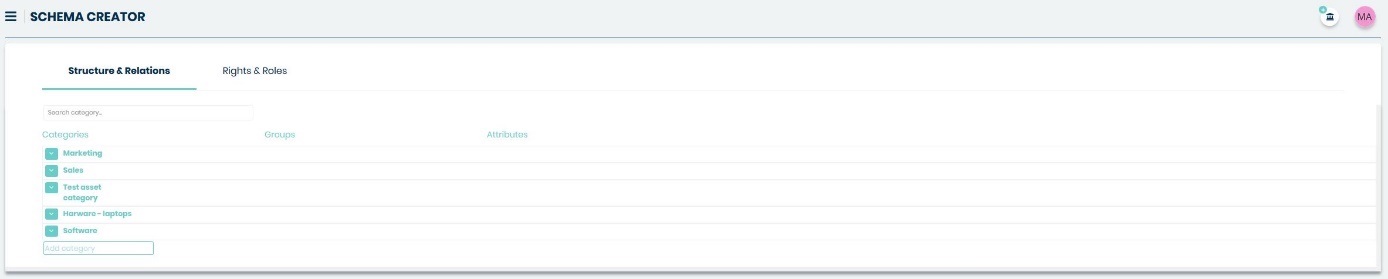 SCHEMA CREATOR
MA
Structure & Relations Rights & Roles
Search category...
Categories Groups Attributes
Marketing
Sales
Test asset
category
Harware - laptops
Software
Add category